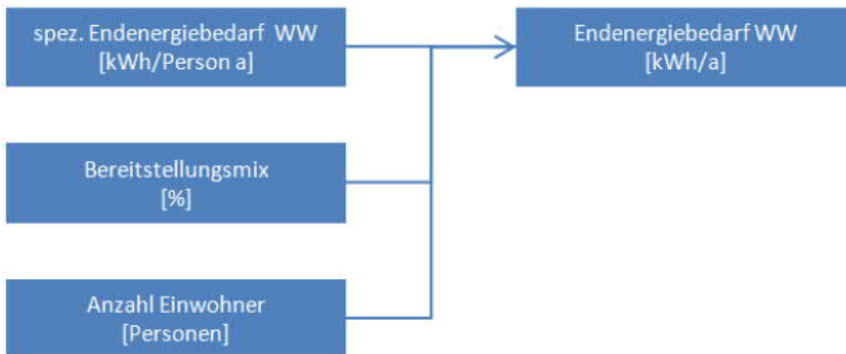 spez. Endenergiebedarf WW
[kWh/Person a]
Endenergiebedarf WW
[kWh/a]
Bereitstellungsmix
[%]
Anzahl Einwohner
[Personen]